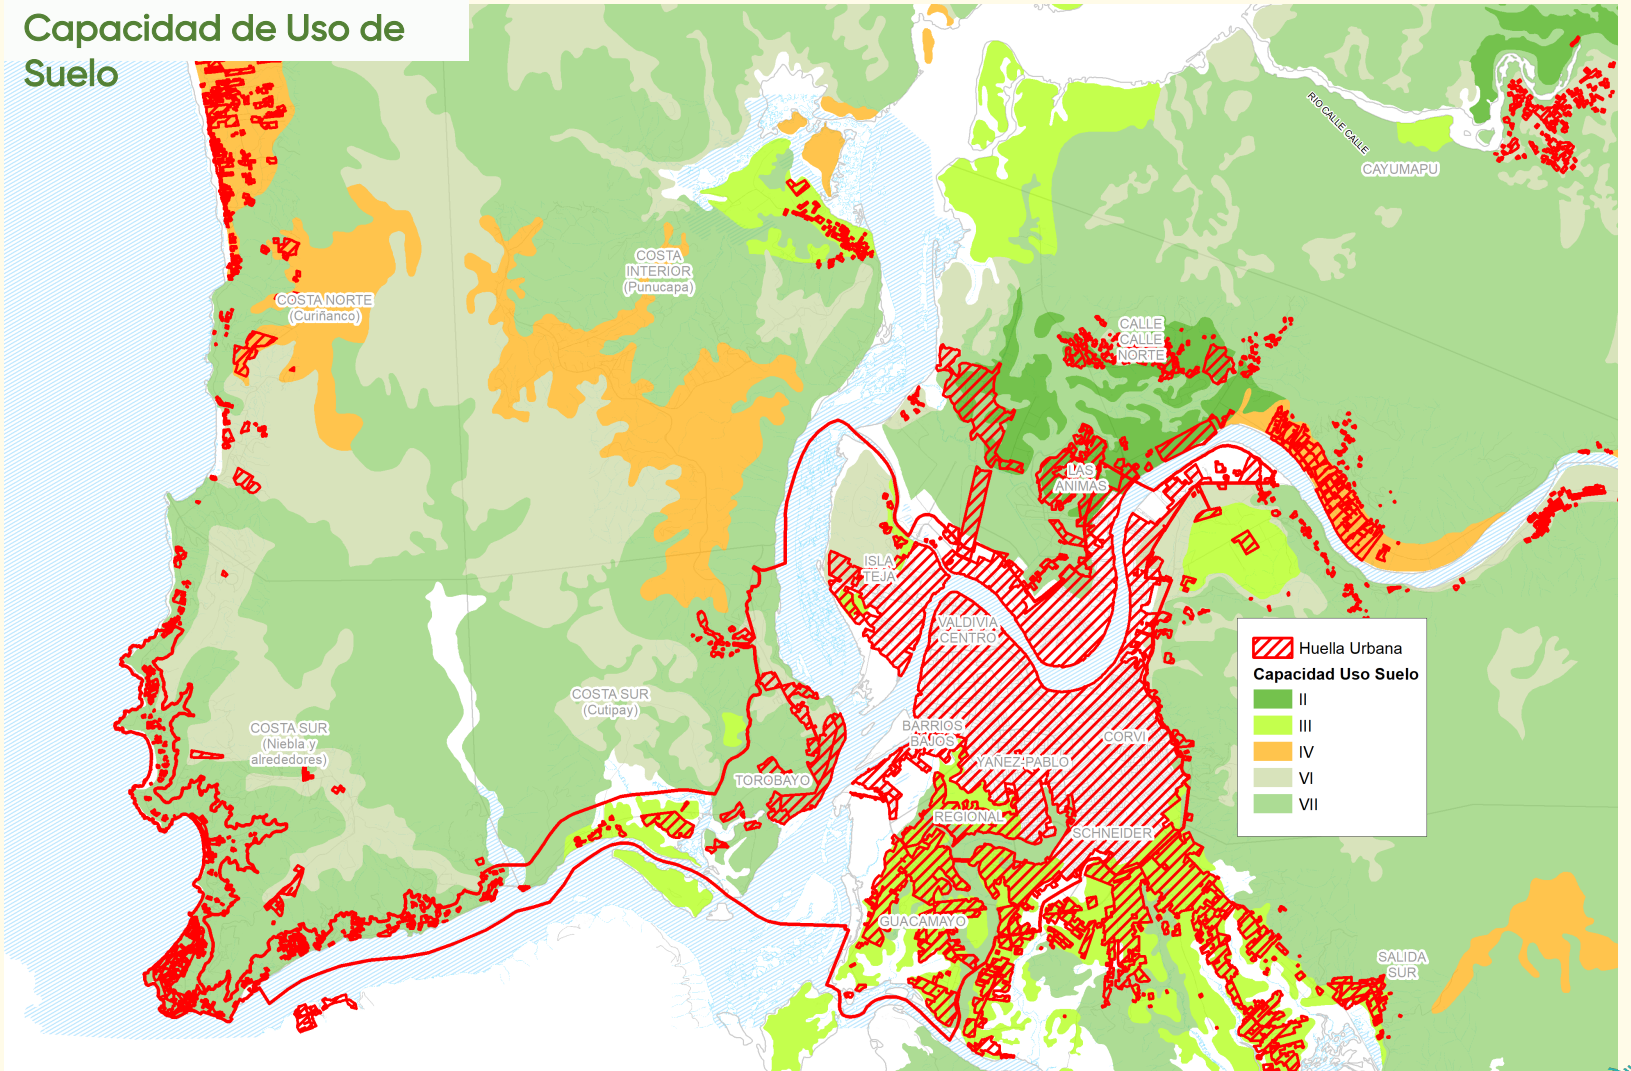 Capacidad de Uso de
Suelo
RIO CALLE CALLE
CAYUMAPU
COSTA
INTERIOR
(Punucapa)
COSTA NORTE
(Curiñanco)
CALLE
CALLE
NORTE
LAS
ANIMAS
ISLA
TEJA
VALDIVIA
CENTRO
COSTA SUR
(Cutipay)
COSTA SUR
(Niebla y
alrededores)
BARRIOS
BAJOS
CORVI
YAÑEZ-PABLO
TOROBAYO
REGIONAL
SCHNEIDER
GUACAMAYO
SALIDA
SUR
Huella Urbana
Capacidad Uso Suelo
II
III
IV
VI
VII